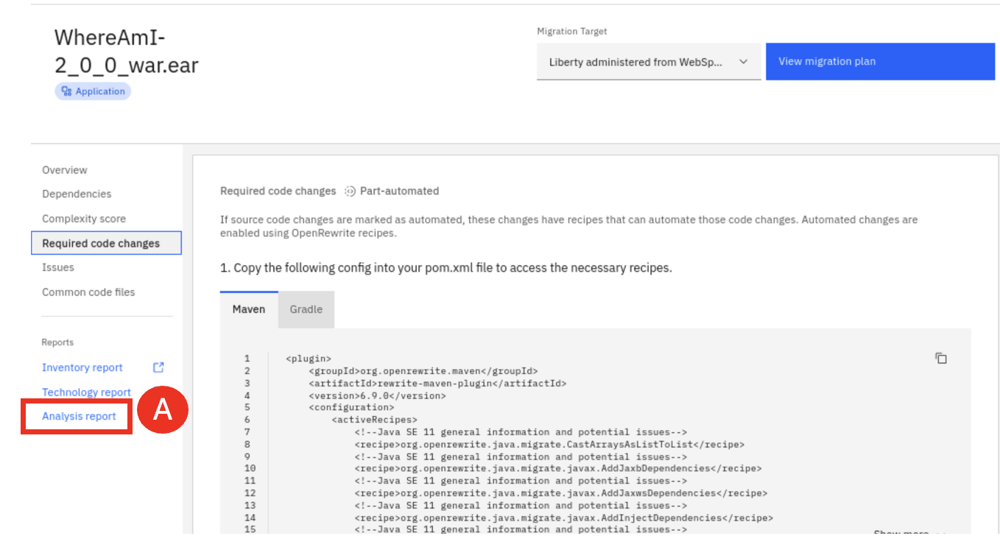 WhereAmI-
2_0_0_war.ear
Application
Migration Target
Liberty administered from WebSp...
View migration plan
Overview
Dependencies
Complexity score
Required code changes
Issues
Common code files
Reports
Inventory report
Technology report
Analysis report
A
Required code changes Part-automated
If source code changes are marked as automated, these changes have recipes that can automate those code changes. Automated changes are
enabled using OpenRewrite recipes.
1. Copy the following config into your pom.xml file to access the necessary recipes.
Maven Gradle
1 <plugin>
2 <groupId>org.openrewrite.maven</groupId>
3 <artifactId>rewrite-maven-plugin</artifactId>
4 <version>6.9.0</version>
5 <configuration>
6 <activeRecipes>
7 <!--Java SE 11 general information and potential issues-->
8 <recipe>org.openrewrite.java.migrate.CastArraysAsListToList</recipe>
9 <!--Java SE 11 general information and potential issues-->
10 <recipe>org.openrewrite.java.migrate.javax.AddJaxbDependencies</recipe>
11 <!--Java SE 11 general information and potential issues-->
12 <recipe>org.openrewrite.java.migrate.javax.AddJaxwsDependencies</recipe>
13 <!--Java SE 11 general information and potential issues-->
14 <recipe>org.openrewrite.java.migrate.javax.AddInjectDependencies</recipe>
15 <!--Java SE 11 general information and potential issues-->
Show more